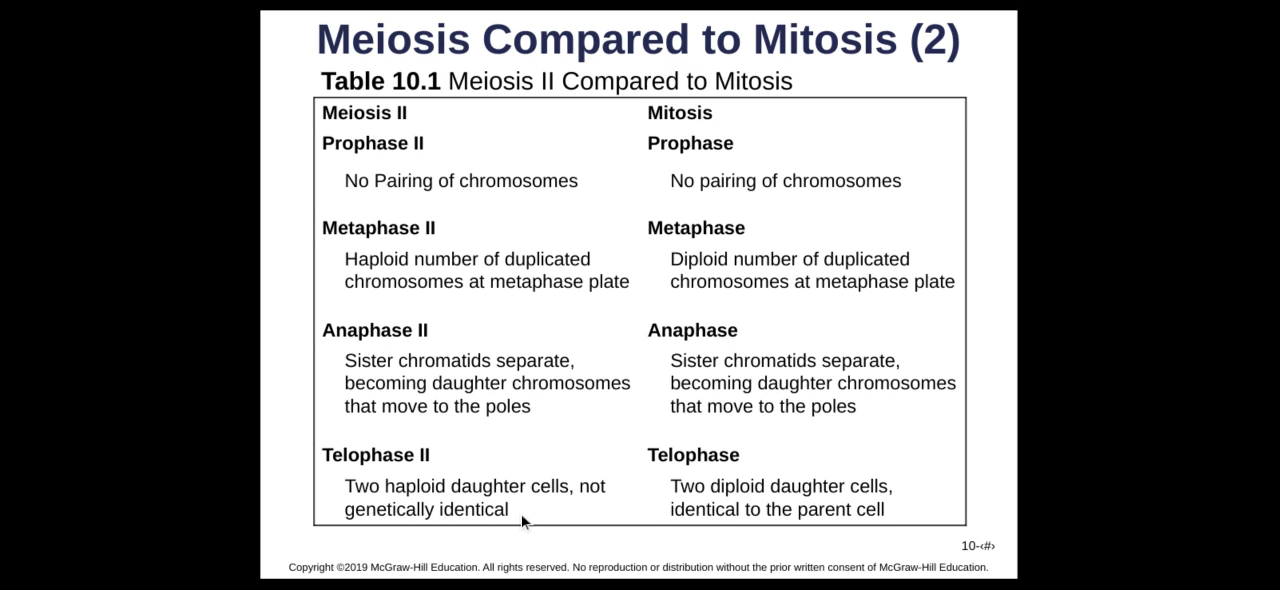 Meiosis Compared to Mitosis (2)
Table 10.1 Meiosis II Compared to Mitosis
Meiosis II
Mitosis
Prophase II
Prophase
No Pairing of chromosomes
No pairing of chromosomes
Metaphase II
Metaphase
Haploid number of duplicated
chromosomes at metaphase plate
Diploid number of duplicated
chromosomes at metaphase plate
Anaphase II
Anaphase
Sister chromatids separate,
becoming daughter chromosomes
that move to the poles
Sister chromatids separate,
becoming daughter chromosomes
that move to the poles
Telophase II
Telophase
Two haploid daughter cells, not
genetically identical
Two diploid daughter cells,
identical to the parent cell
10-‹#›
Copyright ©2019 McGraw-Hill Education. All rights reserved. No reproduction or distribution without the prior written consent of McGraw-Hill Education.